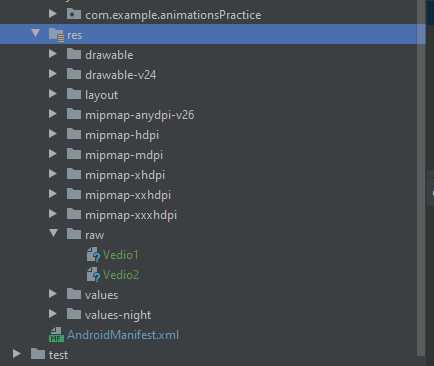 com.example.animationsPractice
res
drawable
drawable-v24
layout
mipmap-anydpi-v26
mipmap-hdpi
mipmap-mdpi
mipmap-xhdpi
mipmap-xxhdpi
mipmap-xxxhdpi
raw
Vedio1
Vedio2
values
values-night
MF AndroidManifest.xml
test